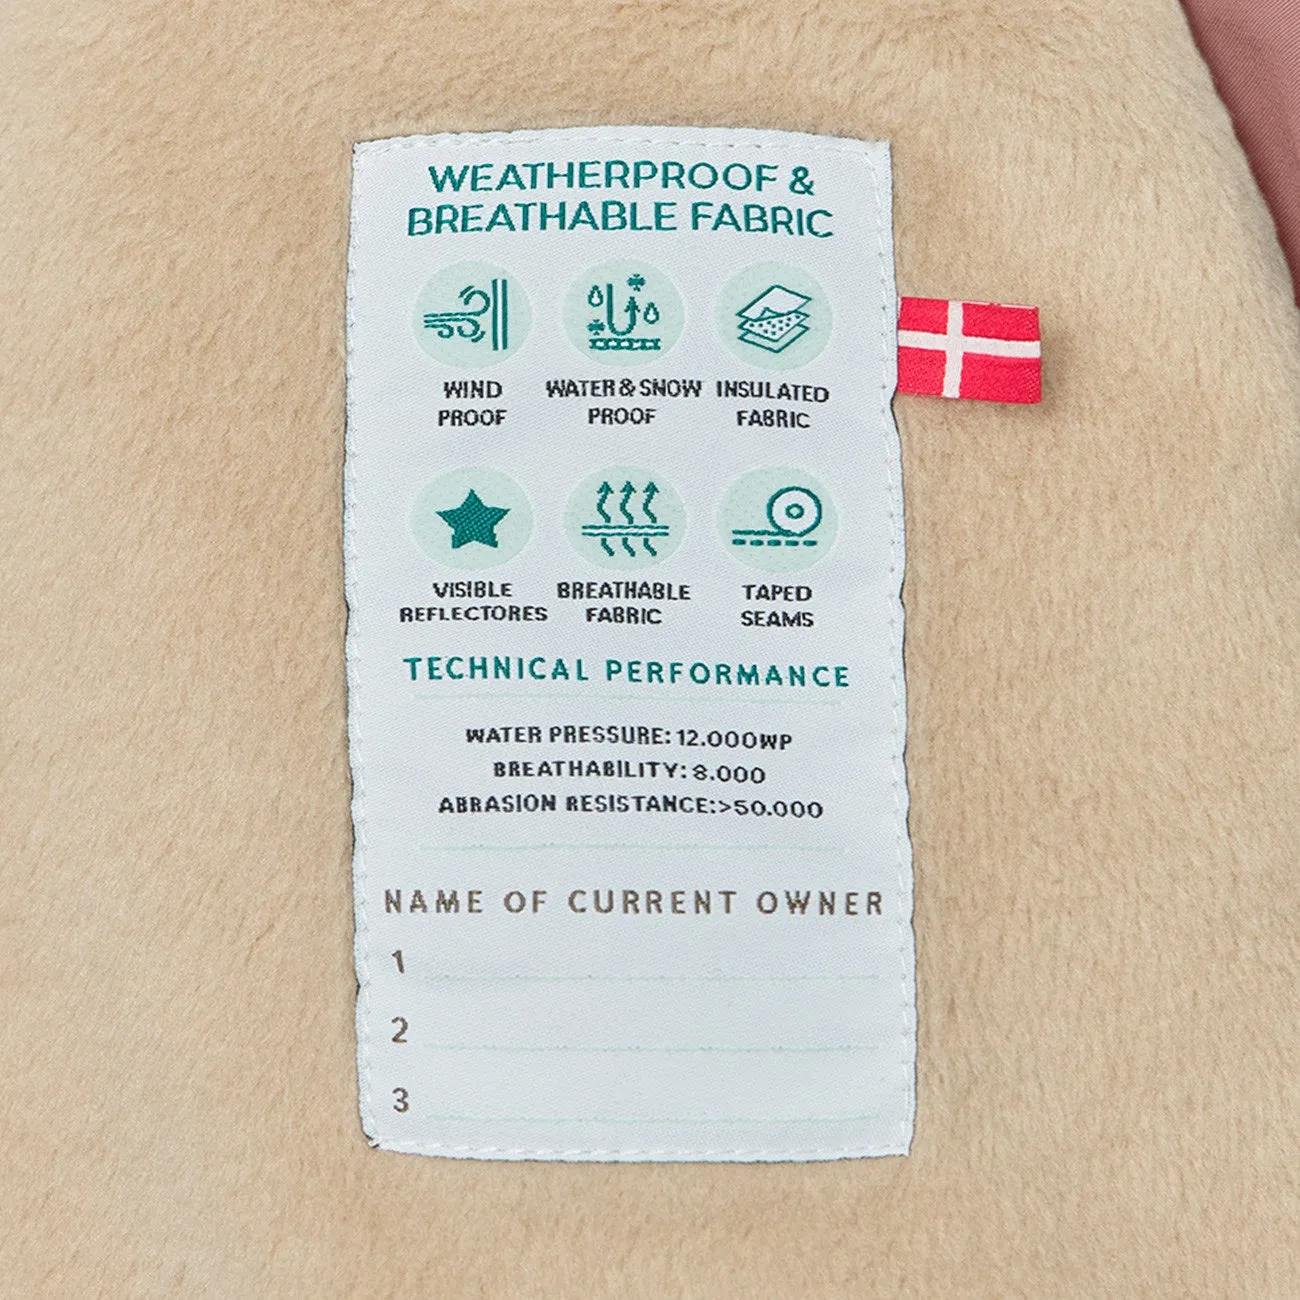 WEATHERPROOF &
BREATHABLE FABRIC
WIND
PROOF
WATER & SNOW
PROOF
INSULATED
FABRIC
VISIBLE
REFLECTORES
BREATHABLE
FABRIC
TAPED
SEAMS
TECHNICAL PERFORMANCE
WATER PRESSURE: 12.000WP
BREATHABILITY: 8.000
ABRASION RESISTANCE:>50.000
NAME OF CURRENT OWNER
1
2
3